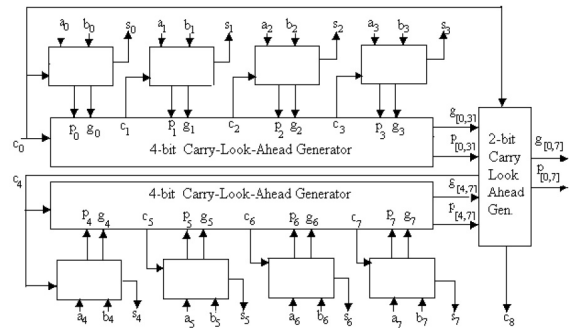 a0 b0 s0 a1 b1 s1 a2 b2 s2 a3 b3 s3
p0 g0 c1 p1 g1 c2 p2 g2 c3 p3 g3
c0
4-bit Carry-Look-Ahead Generator
g[0,3]
p[0,3]
2-bit
Carry
Look
Ahead
Gen.
g[0,7]
p[0,7]
c4
4-bit Carry-Look-Ahead Generator
g[4,7]
p[4,7]
p4 g4 c5 p5 g5 c6 p6 g6 c7 p7 g7
a4 b4 s4 a5 b5 s5 a6 b6 s6 a7 b7 s7
c8